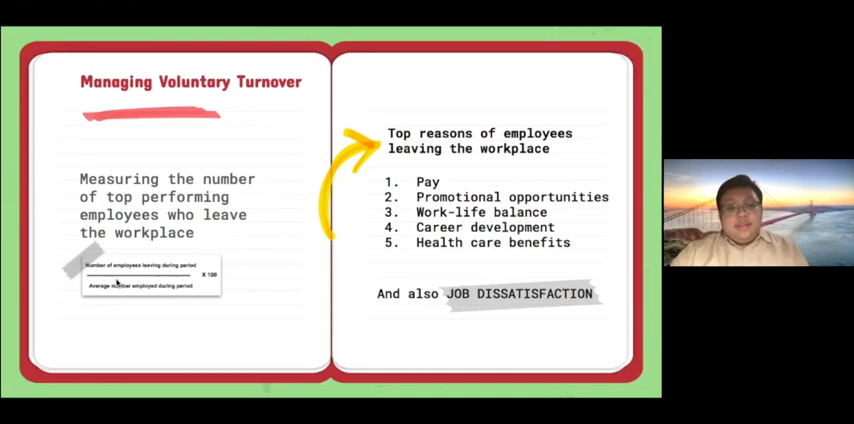 Managing Voluntary Turnover
Measuring the number
of top performing
employees who leave
the workplace
Number of employees leaving during period
X 100
Average number employed during period
Top reasons of employees
leaving the workplace
1. Pay
2. Promotional opportunities
3. Work-life balance
4. Career development
5. Health care benefits
And also JOB DISSATISFACTION